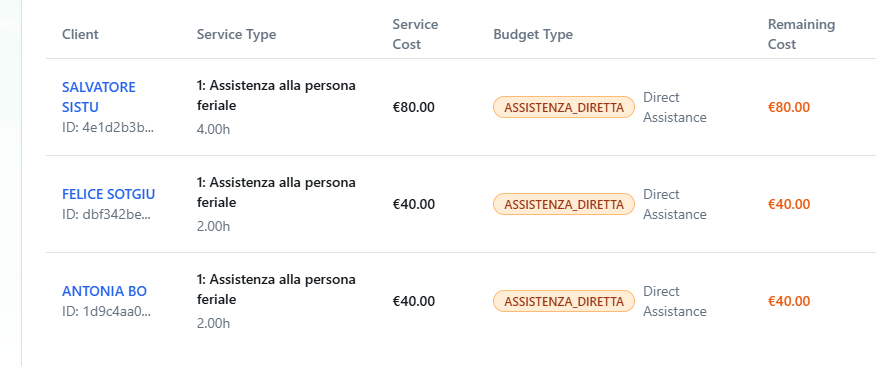 Client Service Type Service Cost Budget Type Remaining Cost
SALVATORE SISTU
ID: 4e1d2b3b...
1: Assistenza alla persona feriale
4.00h
€80.00
ASSISTENZA_DIRETTA
Direct Assistance
€80.00
FELICE SOTGIU
ID: dbf342be...
1: Assistenza alla persona feriale
2.00h
€40.00
ASSISTENZA_DIRETTA
Direct Assistance
€40.00
ANTONIA BO
ID: 1d9c4aa0...
1: Assistenza alla persona feriale
2.00h
€40.00
ASSISTENZA_DIRETTA
Direct Assistance
€40.00